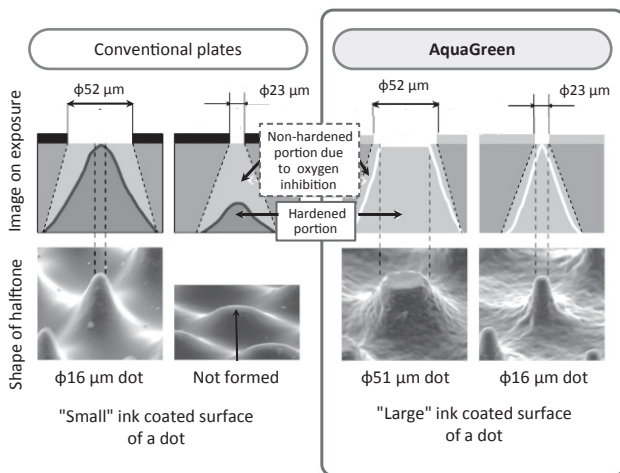 Conventional plates
AquaGreen
ϕ52 µm
ϕ23 µm
ϕ52 µm
ϕ23 µm
Image on exposure
Non-hardened
portion due
to oxygen
inhibition
Hardened
portion
Shape of halftone
ϕ16 µm dot
Not formed
ϕ51 µm dot
ϕ16 µm dot
"Small" ink coated surface
of a dot
"Large" ink coated surface
of a dot